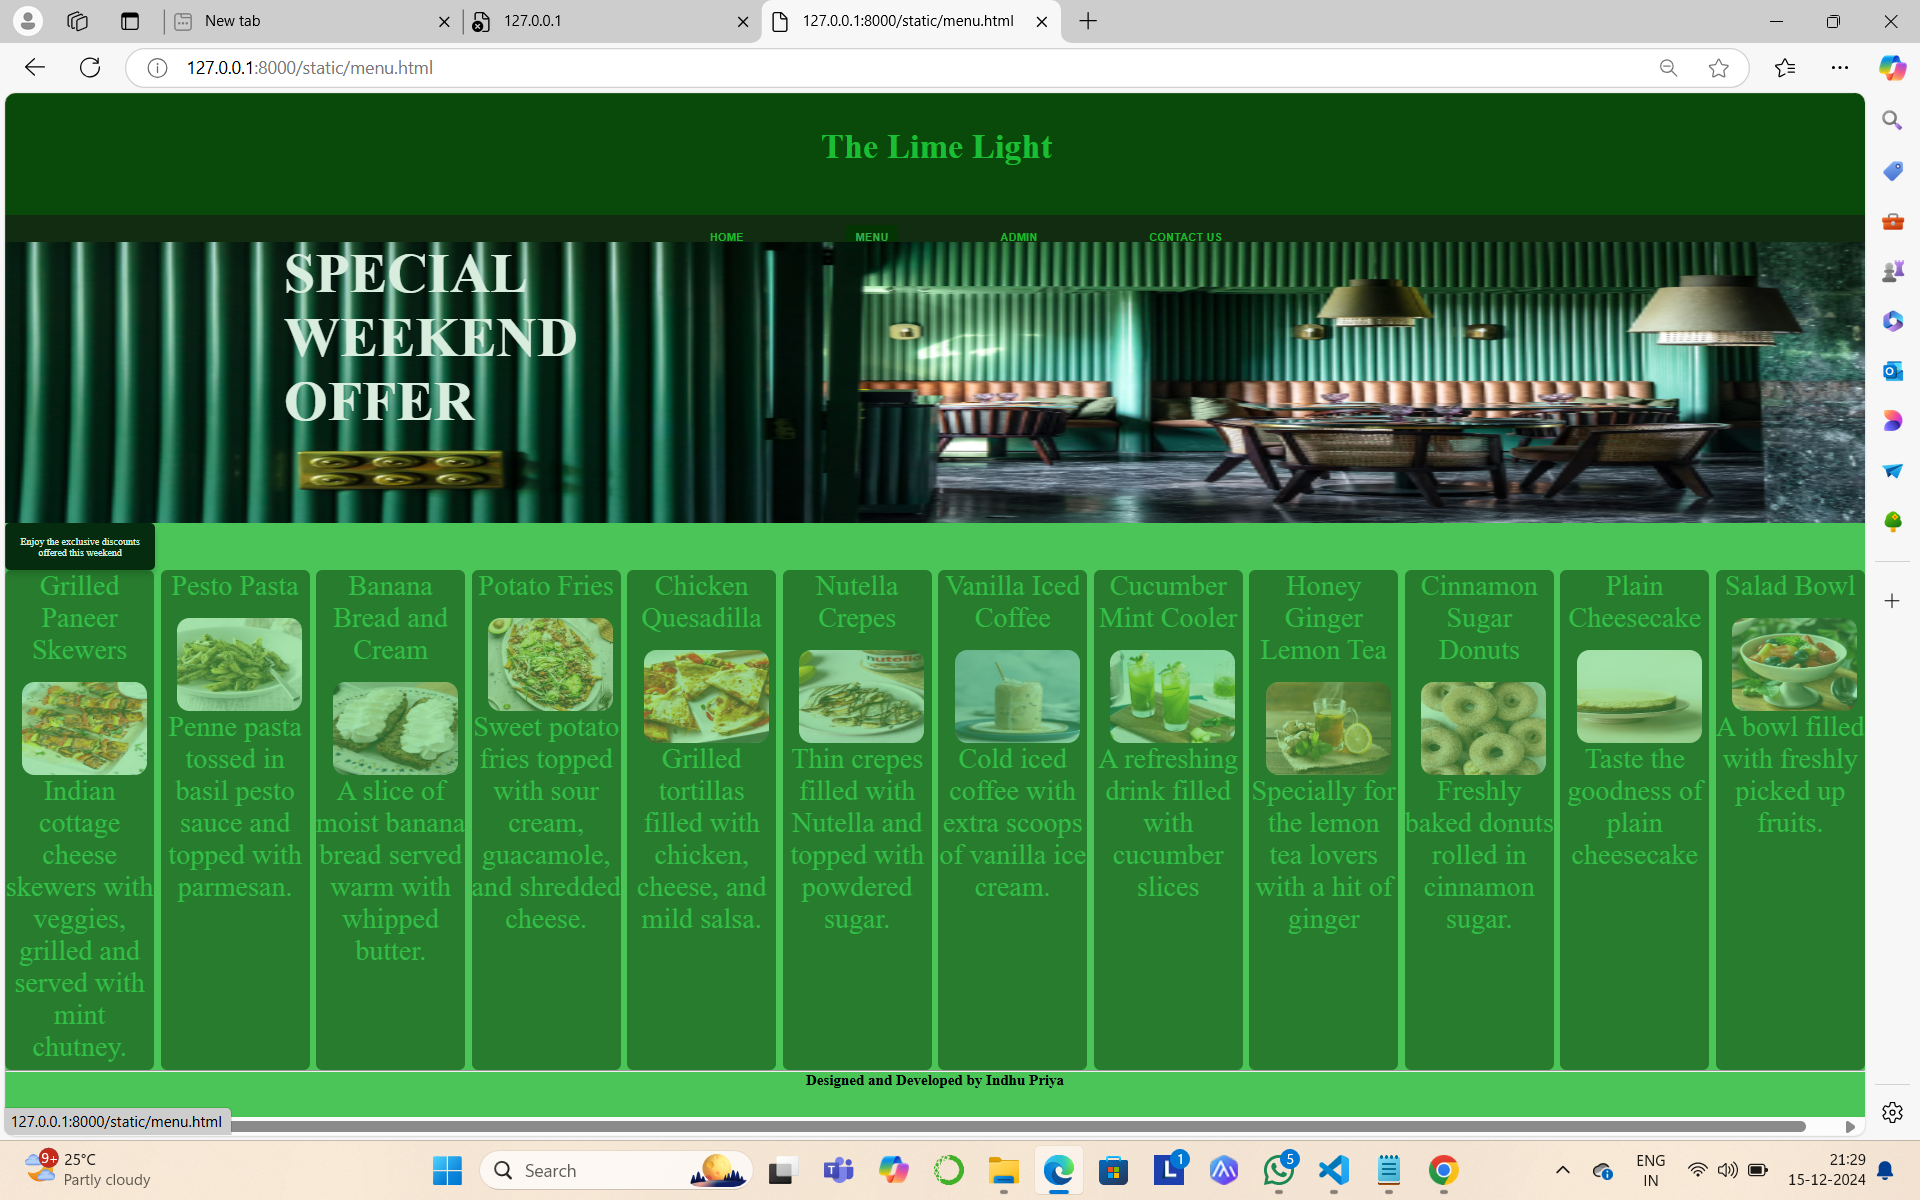 New tab
127.0.0.1
127.0.0.1:8000/static/menu.html
127.0.0.1:8000/static/menu.html
The Lime Light
HOME
MENU
ADMIN
CONTACT US
SPECIAL
WEEKEND
OFFER
Enjoy the exclusive discounts
offered this weekend
Grilled
Paneer
Skewers
Indian
cottage
cheese
skewers with
veggies,
grilled and
served with
mint
chutney.
Pesto Pasta
Penne pasta
tossed in
basil pesto
sauce and
topped with
parmesan.
Banana
Bread and
Cream
A slice of
moist banana
bread served
warm with
whipped
butter.
Potato Fries
Sweet potato
fries topped
with sour
cream,
guacamole,
and shredded
cheese.
Chicken
Quesadilla
Grilled
tortillas
filled with
chicken,
cheese, and
mild salsa.
Nutella
Crepes
nutella
Thin crepes
filled with
Nutella and
topped with
powdered
sugar.
Vanilla Iced
Coffee
Cold iced
coffee with
extra scoops
of vanilla ice
cream.
Cucumber
Mint Cooler
A refreshing
drink filled
with
cucumber
slices
Honey
Ginger
Lemon Tea
Specially for
the lemon
tea lovers
with a hit of
ginger
Cinnamon
Sugar
Donuts
Freshly
baked donuts
rolled in
cinnamon
sugar.
Plain
Cheesecake
Taste the
goodness of
plain
cheesecake
Salad Bowl
A bowl filled
with freshly
picked up
fruits.
Designed and Developed by Indhu Priya
127.0.0.1:8000/static/menu.html
9+
25°C
Partly cloudy
Search
1
5
ENG
IN
21:29
15-12-2024